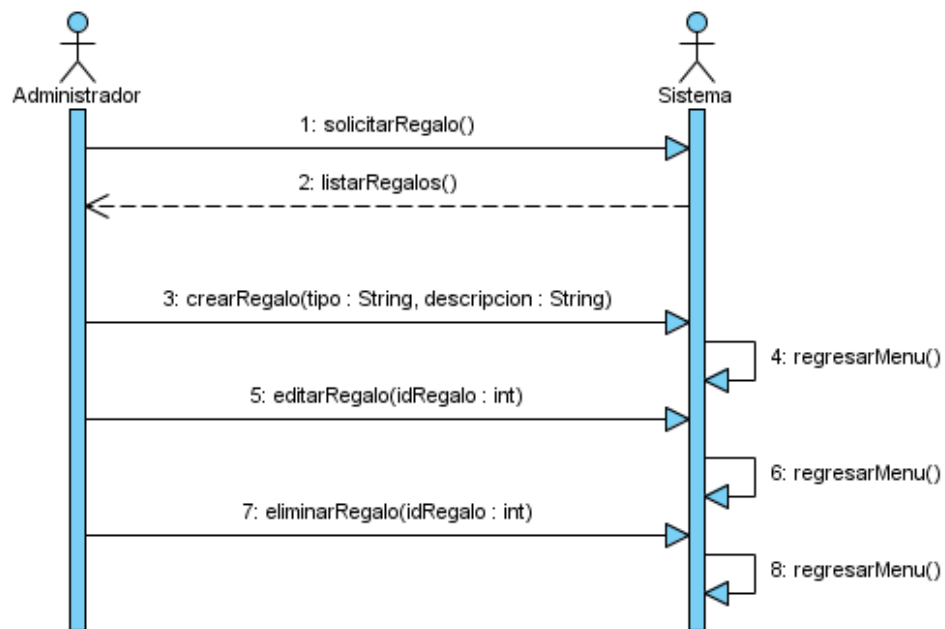 Administrador
Sistema
1: solicitarRegalo()
2: listarRegalos()
3: crearRegalo(tipo : String, descripcion : String)
4: regresarMenu()
5: editarRegalo(idRegalo : int)
6: regresarMenu()
7: eliminarRegalo(idRegalo : int)
8: regresarMenu()